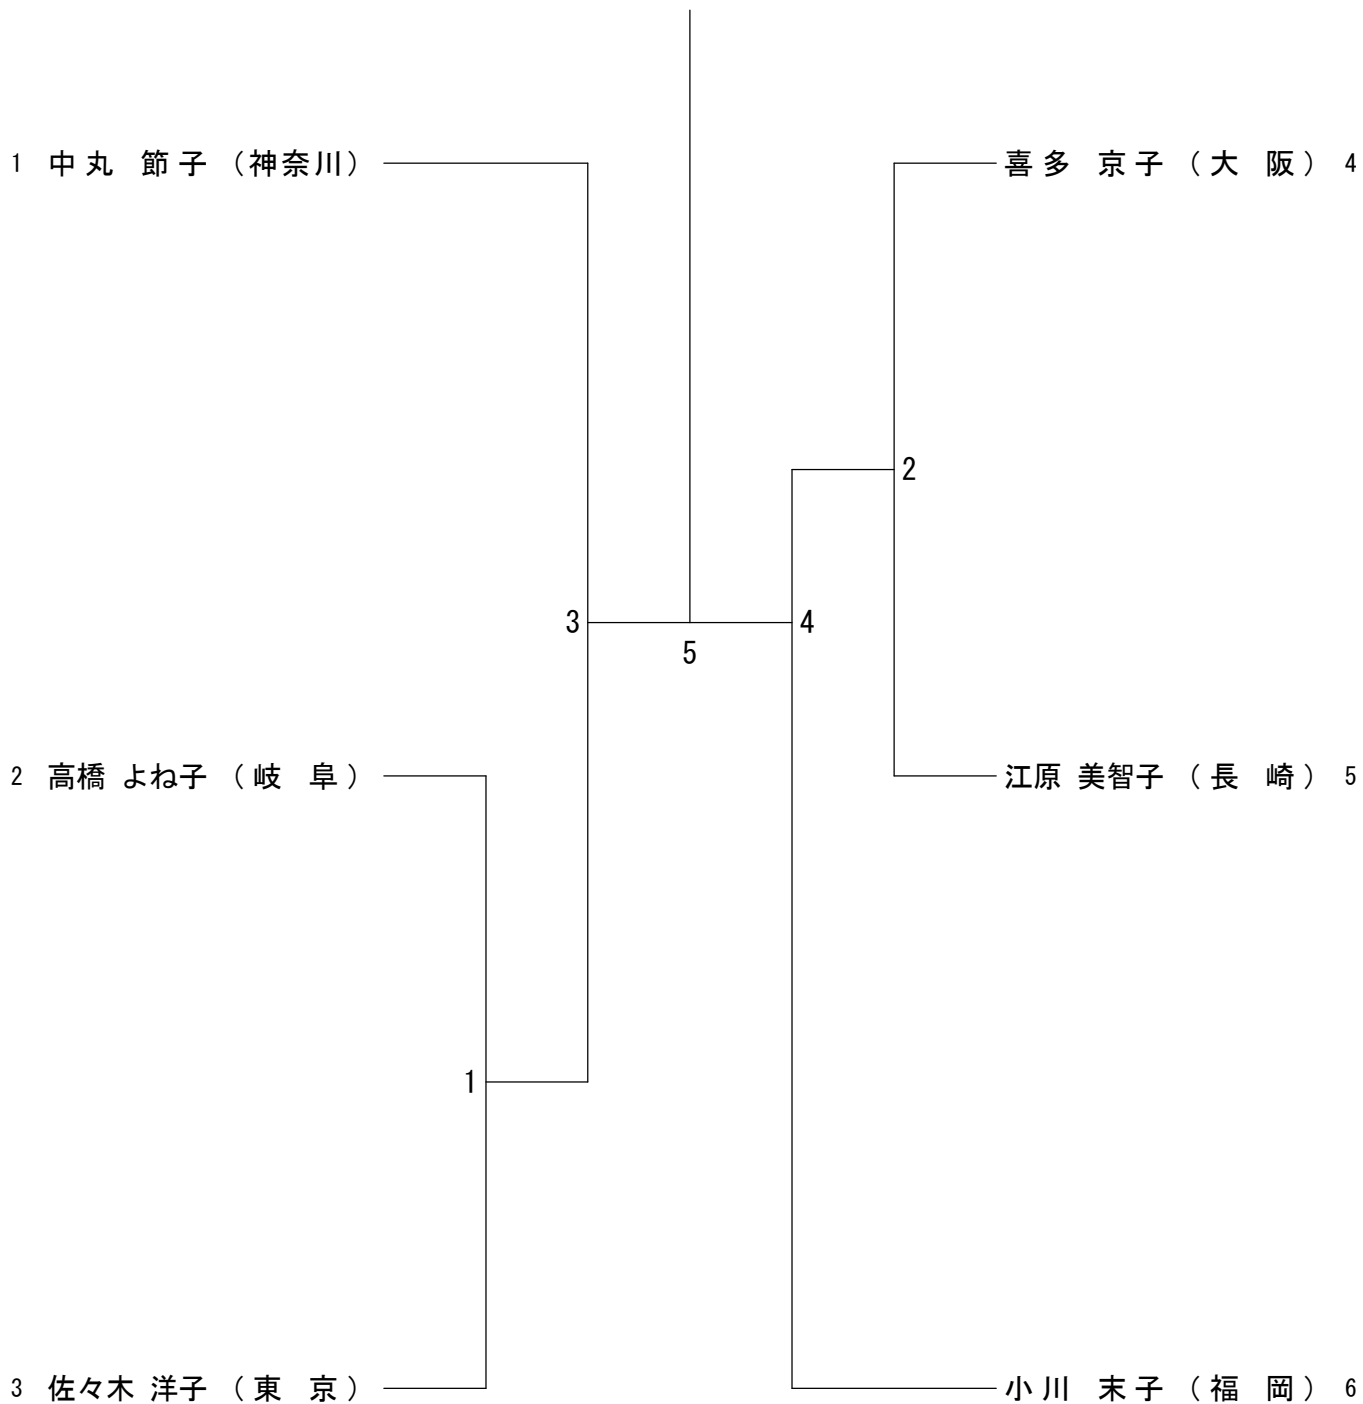 1 中丸 節子 (神奈川)
喜多 京子 (大 阪) 4
2
3
4
5
2 高橋 よね子 (岐 阜)
江原 美智子 (長 崎) 5
1
3 佐々木 洋子 (東 京)
小川 末子 (福 岡) 6